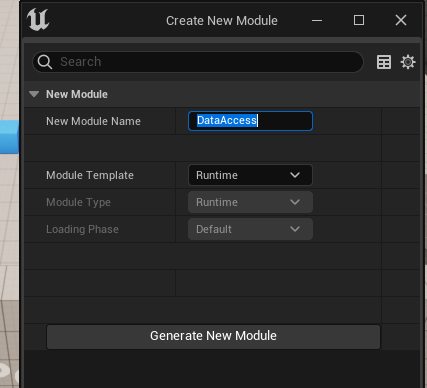 Create New Module
Search
New Module
New Module Name DataAccess
Module Template Runtime
Module Type Runtime
Loading Phase Default
Generate New Module